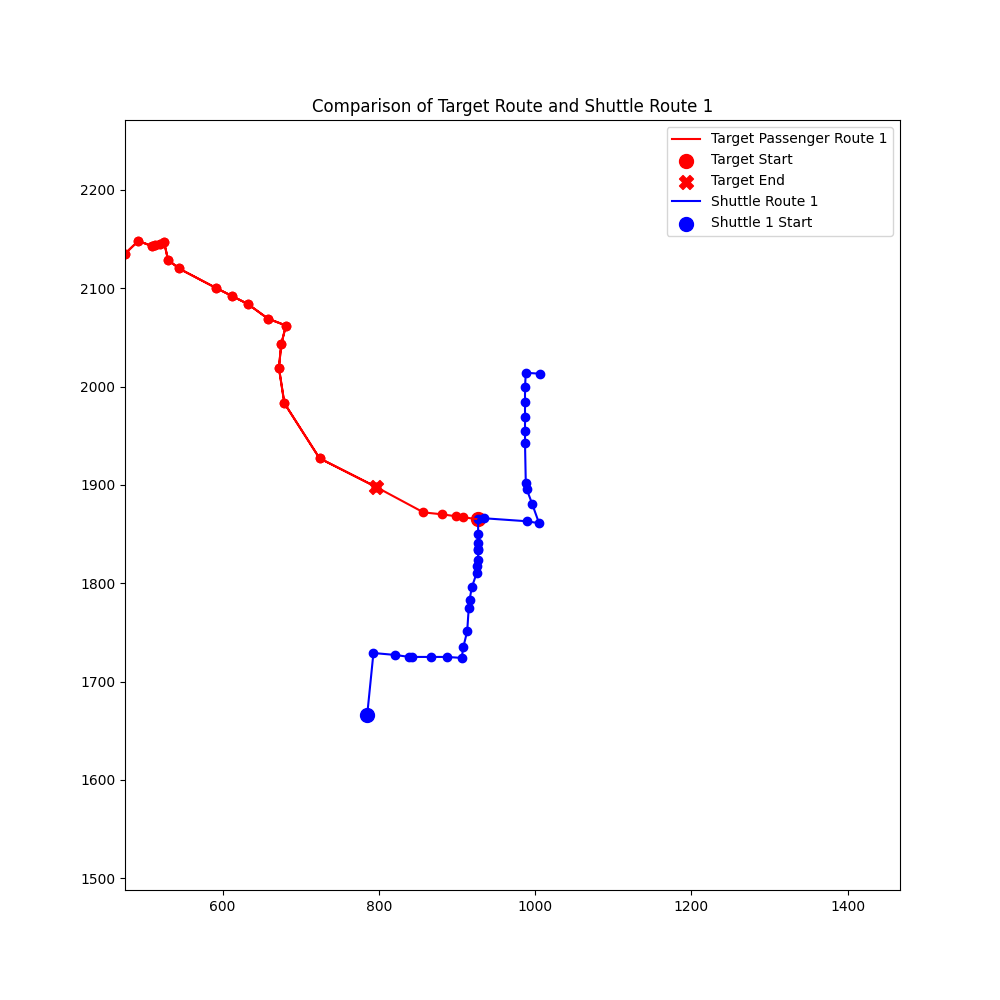 Comparison of Target Route and Shuttle Route 1
Target Passenger Route 1
Target Start
Target End
Shuttle Route 1
Shuttle 1 Start
2200
2100
2000
1900
1800
1700
1600
1500
600 800 1000 1200 1400